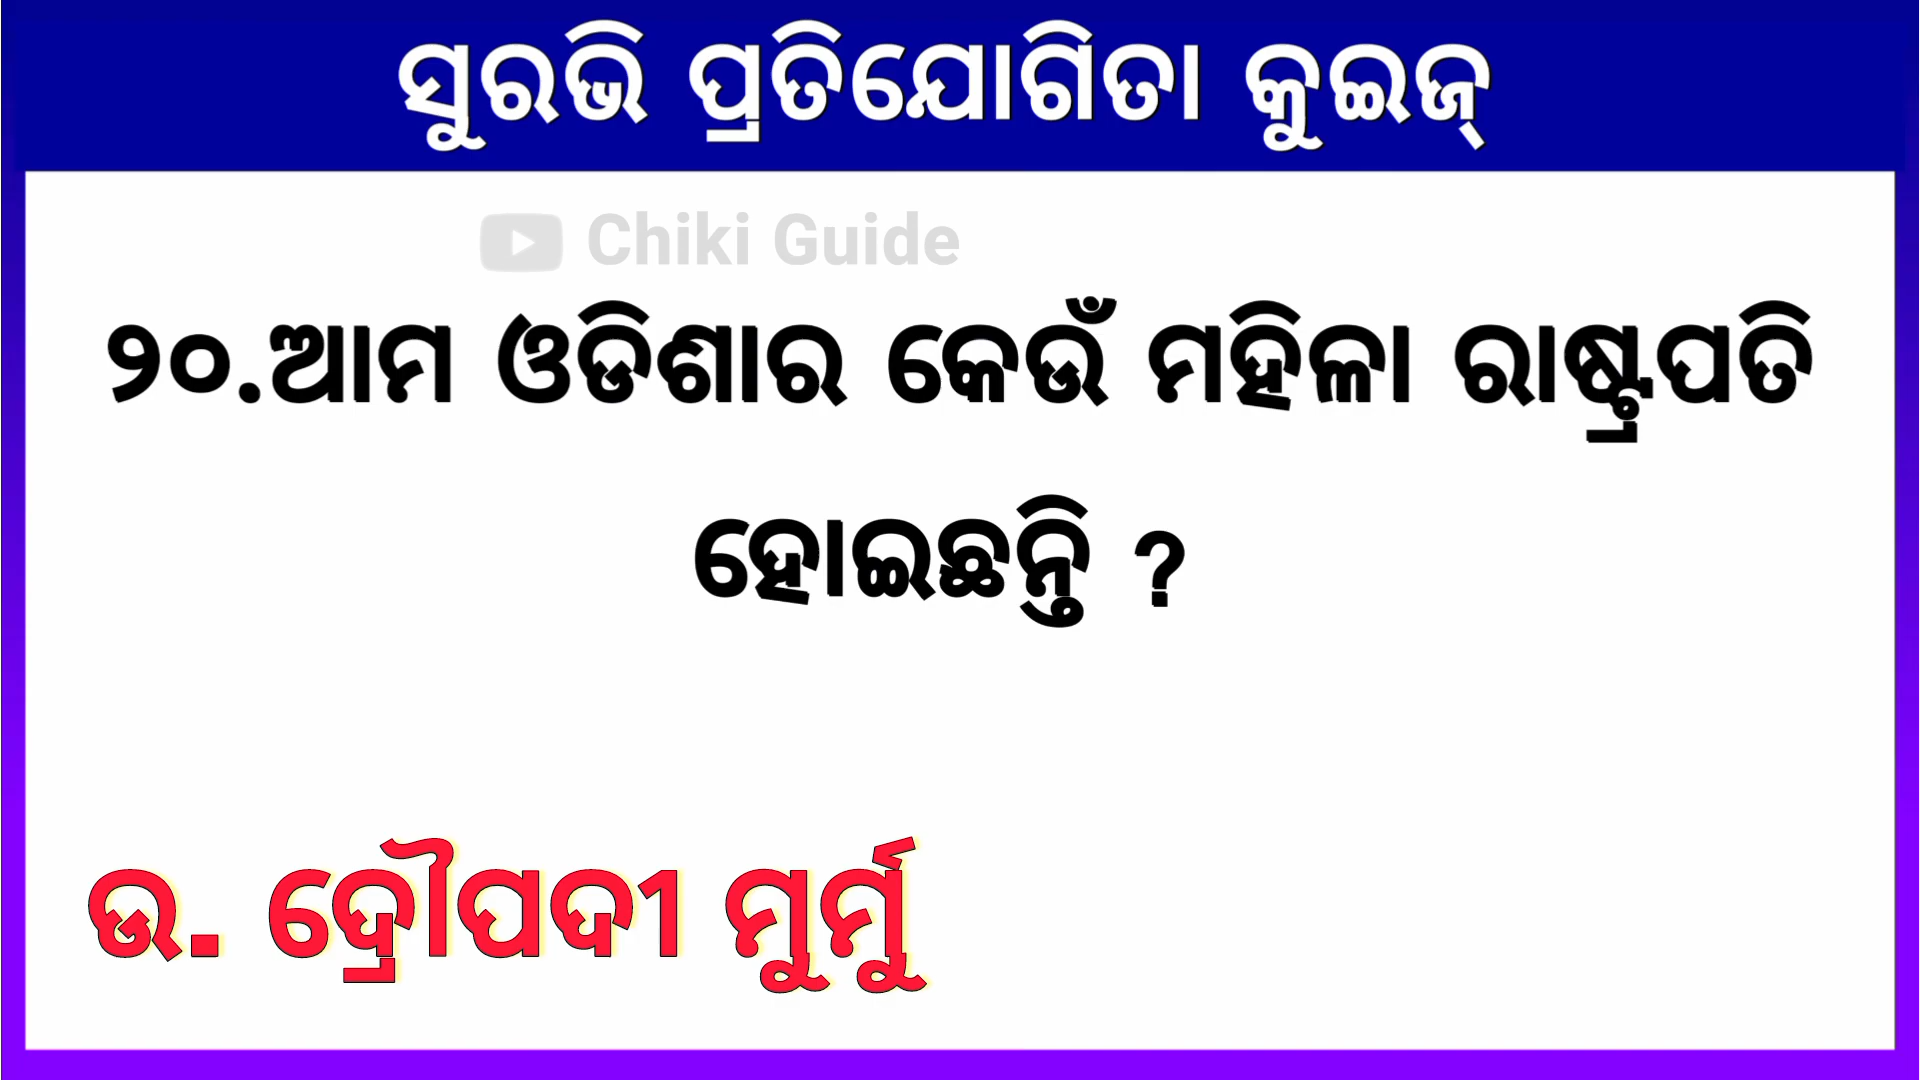 ସୁରଭି ପ୍ରତିଯୋଗିତା କୁଇଜ୍
Chiki Guide
୨୦.ଆମ ଓଡିଶାର କେଉଁ ମହିଳା ରାଷ୍ଟ୍ରପତି
ହୋଇଛନ୍ତି ?
ଉ. ଦ୍ରୌପଦୀ ମୁର୍ମୁ